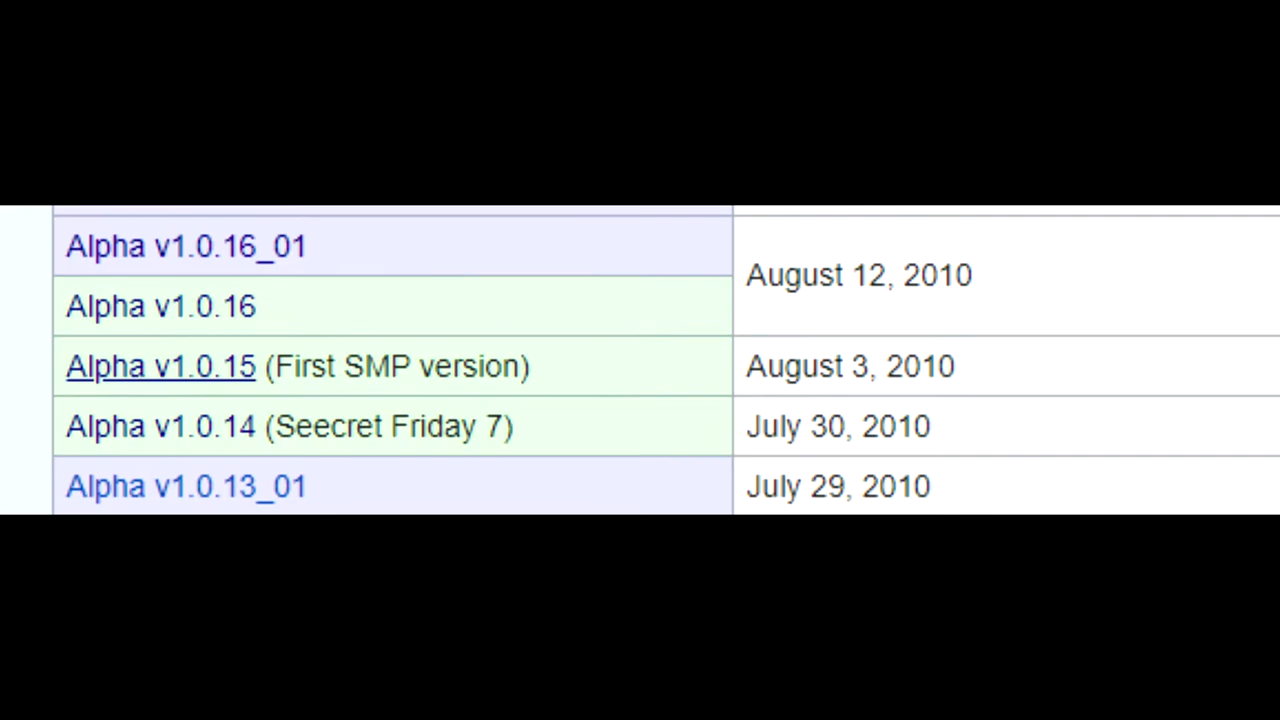 Alpha v1.0.16_01
August 12, 2010
Alpha v1.0.16
Alpha v1.0.15 (First SMP version)
August 3, 2010
Alpha v1.0.14 (Seecret Friday 7)
July 30, 2010
Alpha v1.0.13_01
July 29, 2010